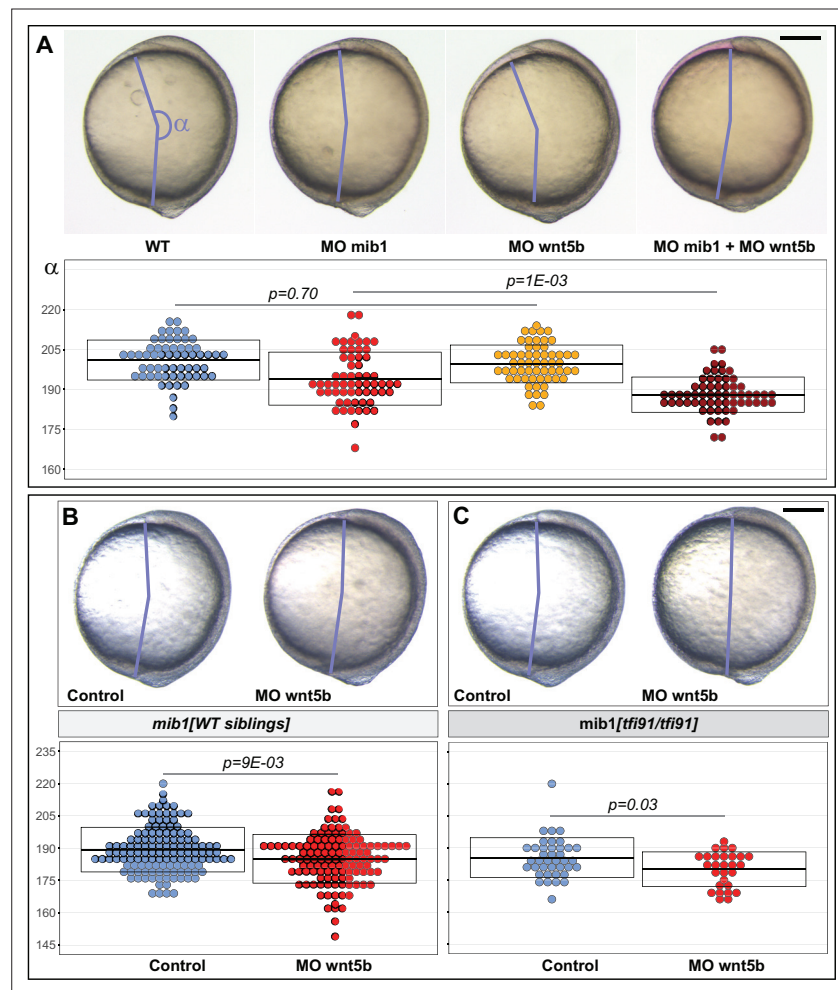 A
α
WT
MO mib1
MO wnt5b
MO mib1 + MO wnt5b
α
p=0.70
p=1E-03
220
205
190
175
160
B
C
Control
MO wnt5b
Control
MO wnt5b
mib1[WT siblings]
mib1[tfi91/tfi91]
235
220
205
190
175
160
145
p=9E-03
p=0.03
Control
MO wnt5b
Control
MO wnt5b